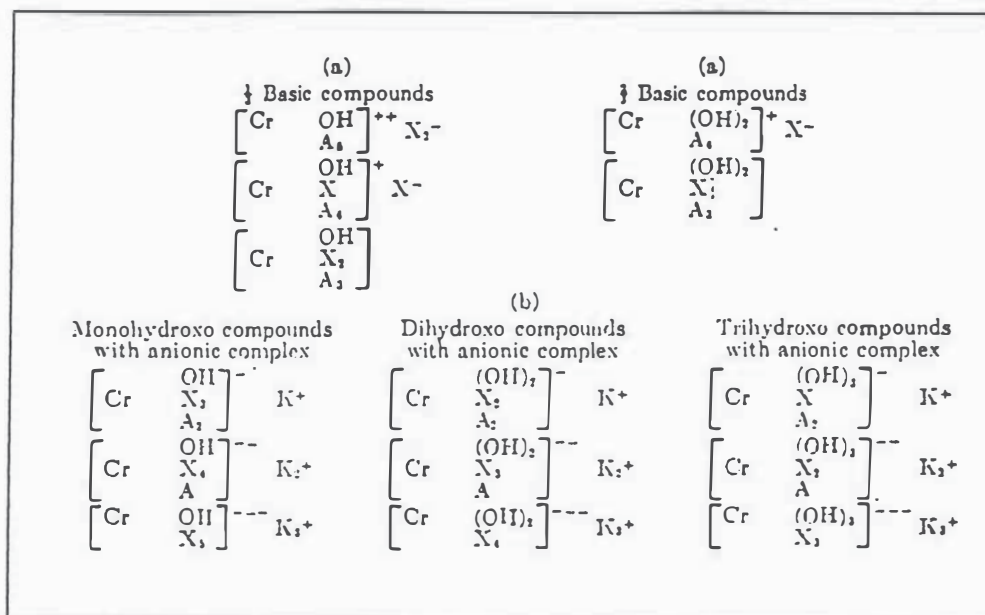 (a)
Basic compounds
[Cr OH A₅]⁺⁺ X₂⁻
[Cr OH X A₄]⁺ X⁻
[Cr OH X₂ A₃]
(a)
Basic compounds
[Cr (OH)₂ A₄]⁺ X⁻
[Cr (OH)₂ X A₃]
(b)
Monohydroxo compounds
with anionic complex
[Cr OH X₃ A₂]⁻ K⁺
[Cr OH X₄ A]⁻⁻ K₂⁺
[Cr OH X₅]⁻⁻⁻ K₃⁺
Dihydroxo compounds
with anionic complex
[Cr (OH)₂ X₂ A₂]⁻ K⁺
[Cr (OH)₂ X₃ A]⁻⁻ K₂⁺
[Cr (OH)₂ X₄]⁻⁻⁻ K₃⁺
Trihydroxo compounds
with anionic complex
[Cr (OH)₃ X A₂]⁻ K⁺
[Cr (OH)₃ X₂ A]⁻⁻ K₂⁺
[Cr (OH)₃ X₃]⁻⁻⁻ K₃⁺